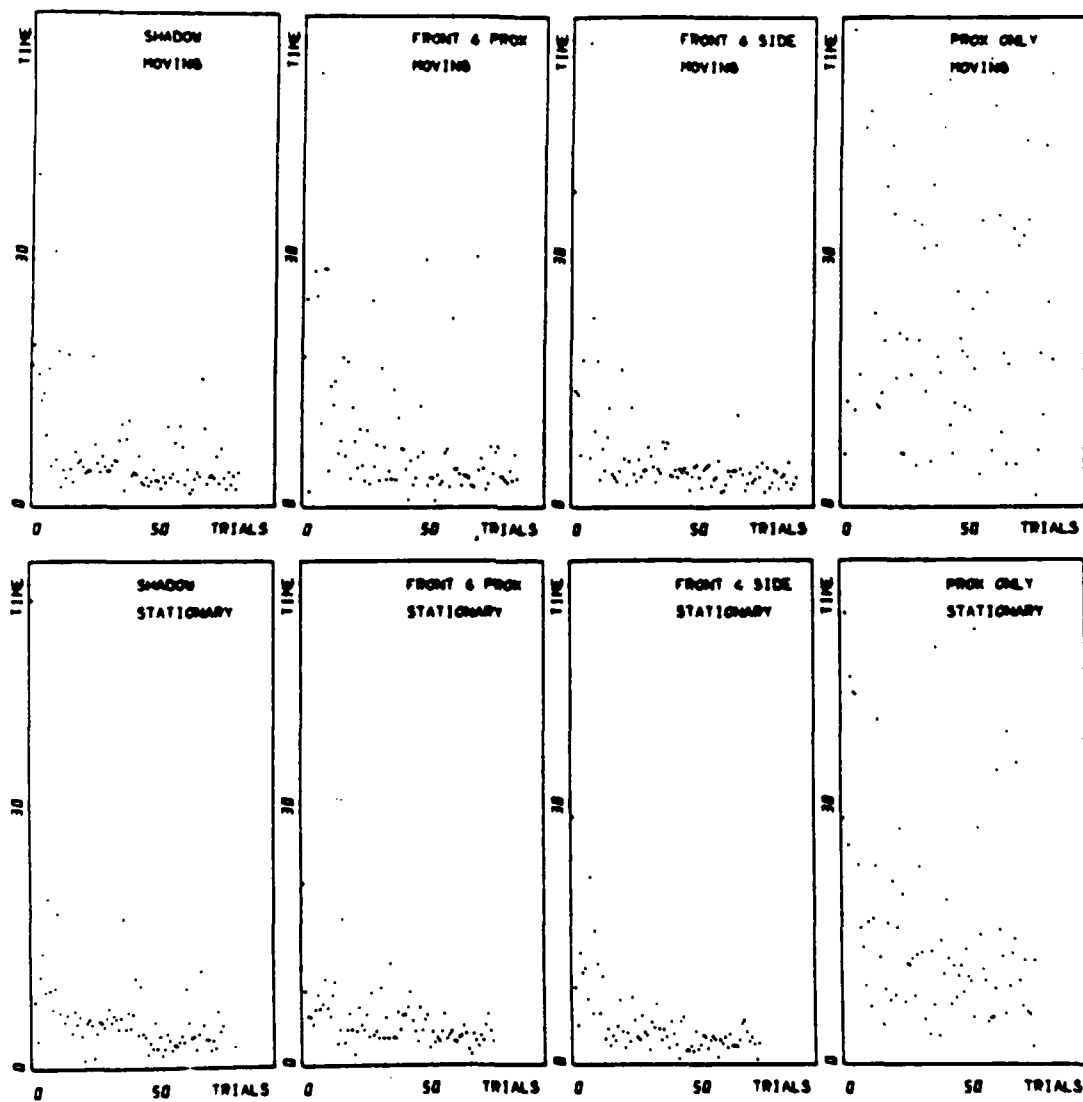 TIME
SHADOW
MOVING
30
0
0 50 TRIALS
TIME
FRONT & PROX
MOVING
30
0
0 50 TRIALS
TIME
FRONT & SIDE
MOVING
30
0
0 50 TRIALS
TIME
PROX ONLY
MOVING
30
0
0 50 TRIALS
TIME
SHADOW
STATIONARY
30
0
0 50 TRIALS
TIME
FRONT & PROX
STATIONARY
30
0
0 50 TRIALS
TIME
FRONT & SIDE
STATIONARY
30
0
0 50 TRIALS
TIME
PROX ONLY
STATIONARY
30
0
0 50 TRIALS